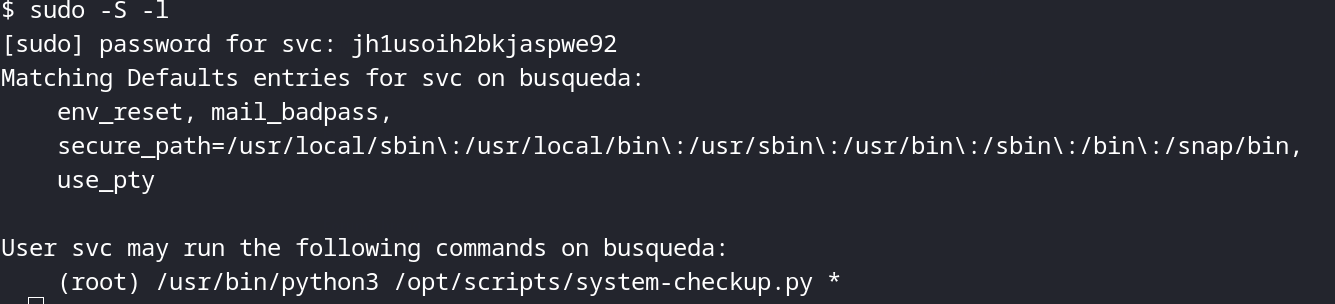 $ sudo -S -l
[sudo] password for svc: jh1usoih2bkjaspwe92
Matching Defaults entries for svc on busqueda:
    env_reset, mail_badpass,
    secure_path=/usr/local/sbin\:/usr/local/bin\:/usr/sbin\:/usr/bin\:/sbin\:/bin\:/snap/bin,
    use_pty

User svc may run the following commands on busqueda:
    (root) /usr/bin/python3 /opt/scripts/system-checkup.py *